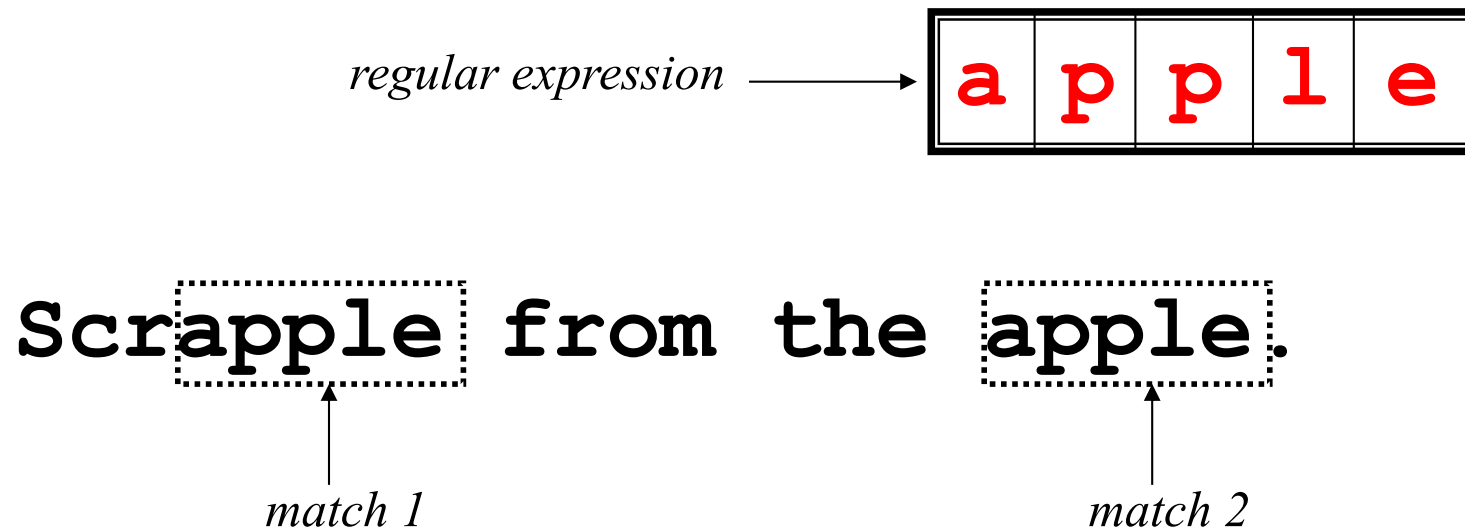 regular expression a p p l e
Scrapple from the apple.
match 1 match 2